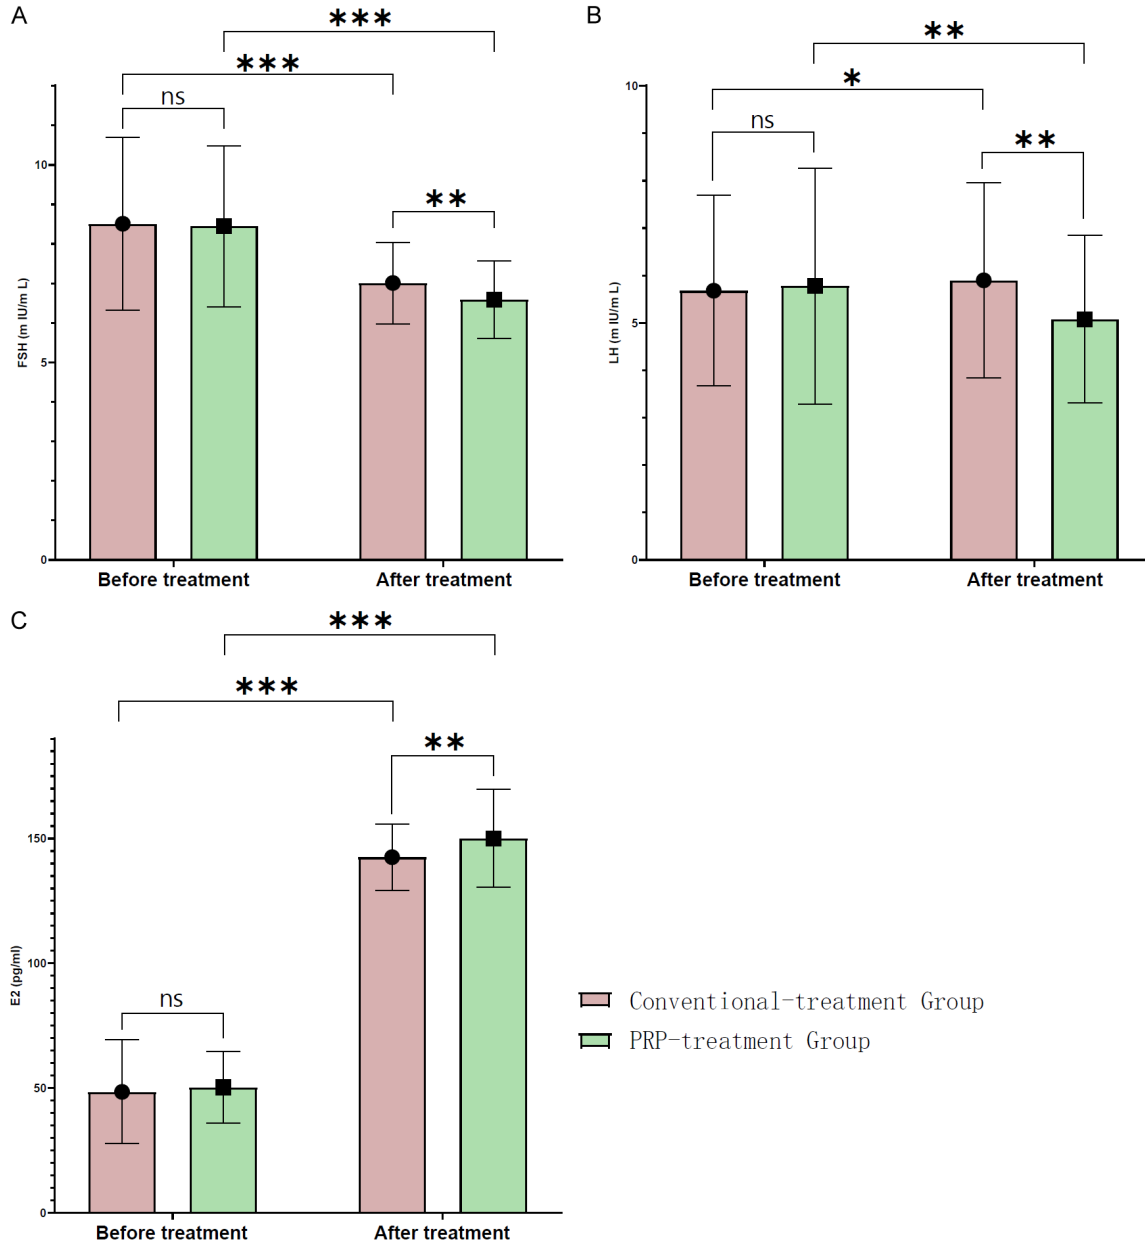 A
***
***
ns
**
10
5
0
FSH (m IU/m L)
Before treatment
After treatment
B
**
*
ns
**
10
5
0
LH (m IU/m L)
Before treatment
After treatment
C
***
***
**
ns
150
100
50
0
E2 (pg/ml)
Before treatment
After treatment
Conventional-treatment Group
PRP-treatment Group